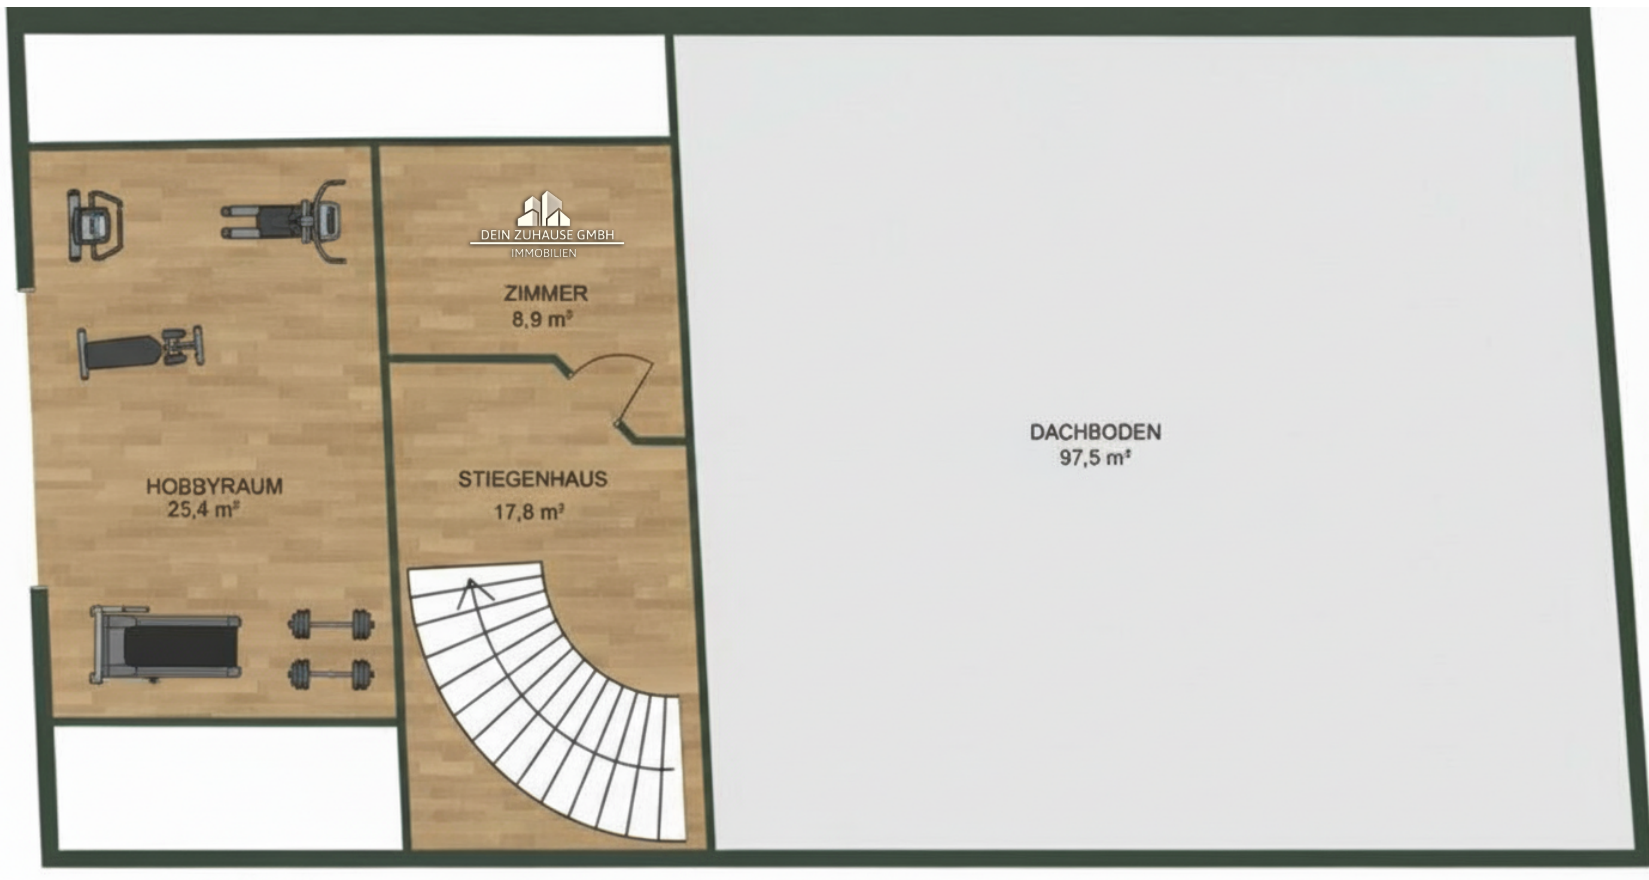 DEIN ZUHAUSE GMBH
IMMOBILIEN
ZIMMER
8,9 m²
DACHBODEN
97,5 m²
HOBBYRAUM
25,4 m²
STIEGENHAUS
17,8 m²